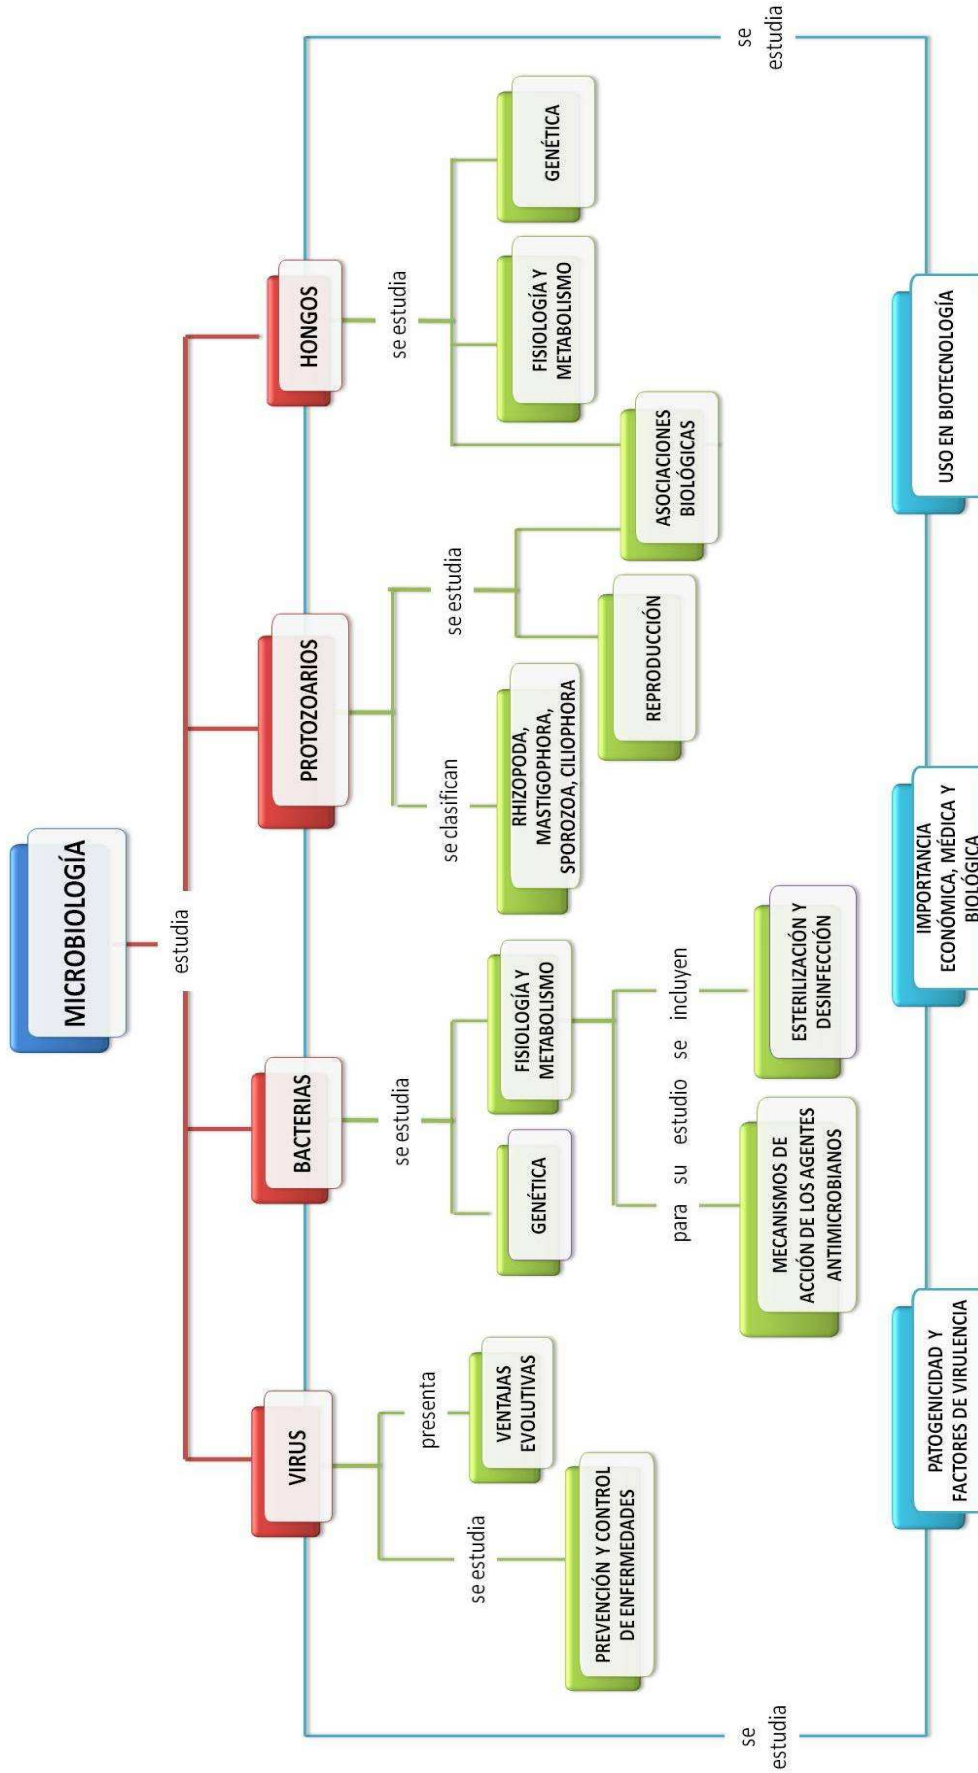 MICROBIOLOGÍA
estudia
VIRUS
BACTERIAS
PROTOZOARIOS
HONGOS
se estudia
presenta
PREVENCIÓN Y CONTROL
DE ENFERMEDADES
VENTAJAS
EVOLUTIVAS
se estudia
GENÉTICA
FISIOLOGÍA Y
METABOLISMO
para su estudio se incluyen
MECANISMOS DE
ACCIÓN DE LOS AGENTES
ANTIMICROBIANOS
ESTERILIZACIÓN Y
DESINFECCIÓN
se clasifican
RHIZOPODA,
MASTIGOPHORA,
SPOROZOA, CILIOPHORA
se estudia
REPRODUCCIÓN
ASOCIACIONES
BIOLÓGICAS
se estudia
FISIOLOGÍA Y
METABOLISMO
GENÉTICA
se
estudia
se
estudia
PATOGENICIDAD Y
FACTORES DE VIRULENCIA
IMPORTANCIA
ECONÓMICA, MÉDICA Y
BIOLÓGICA
USO EN BIOTECNOLOGÍA